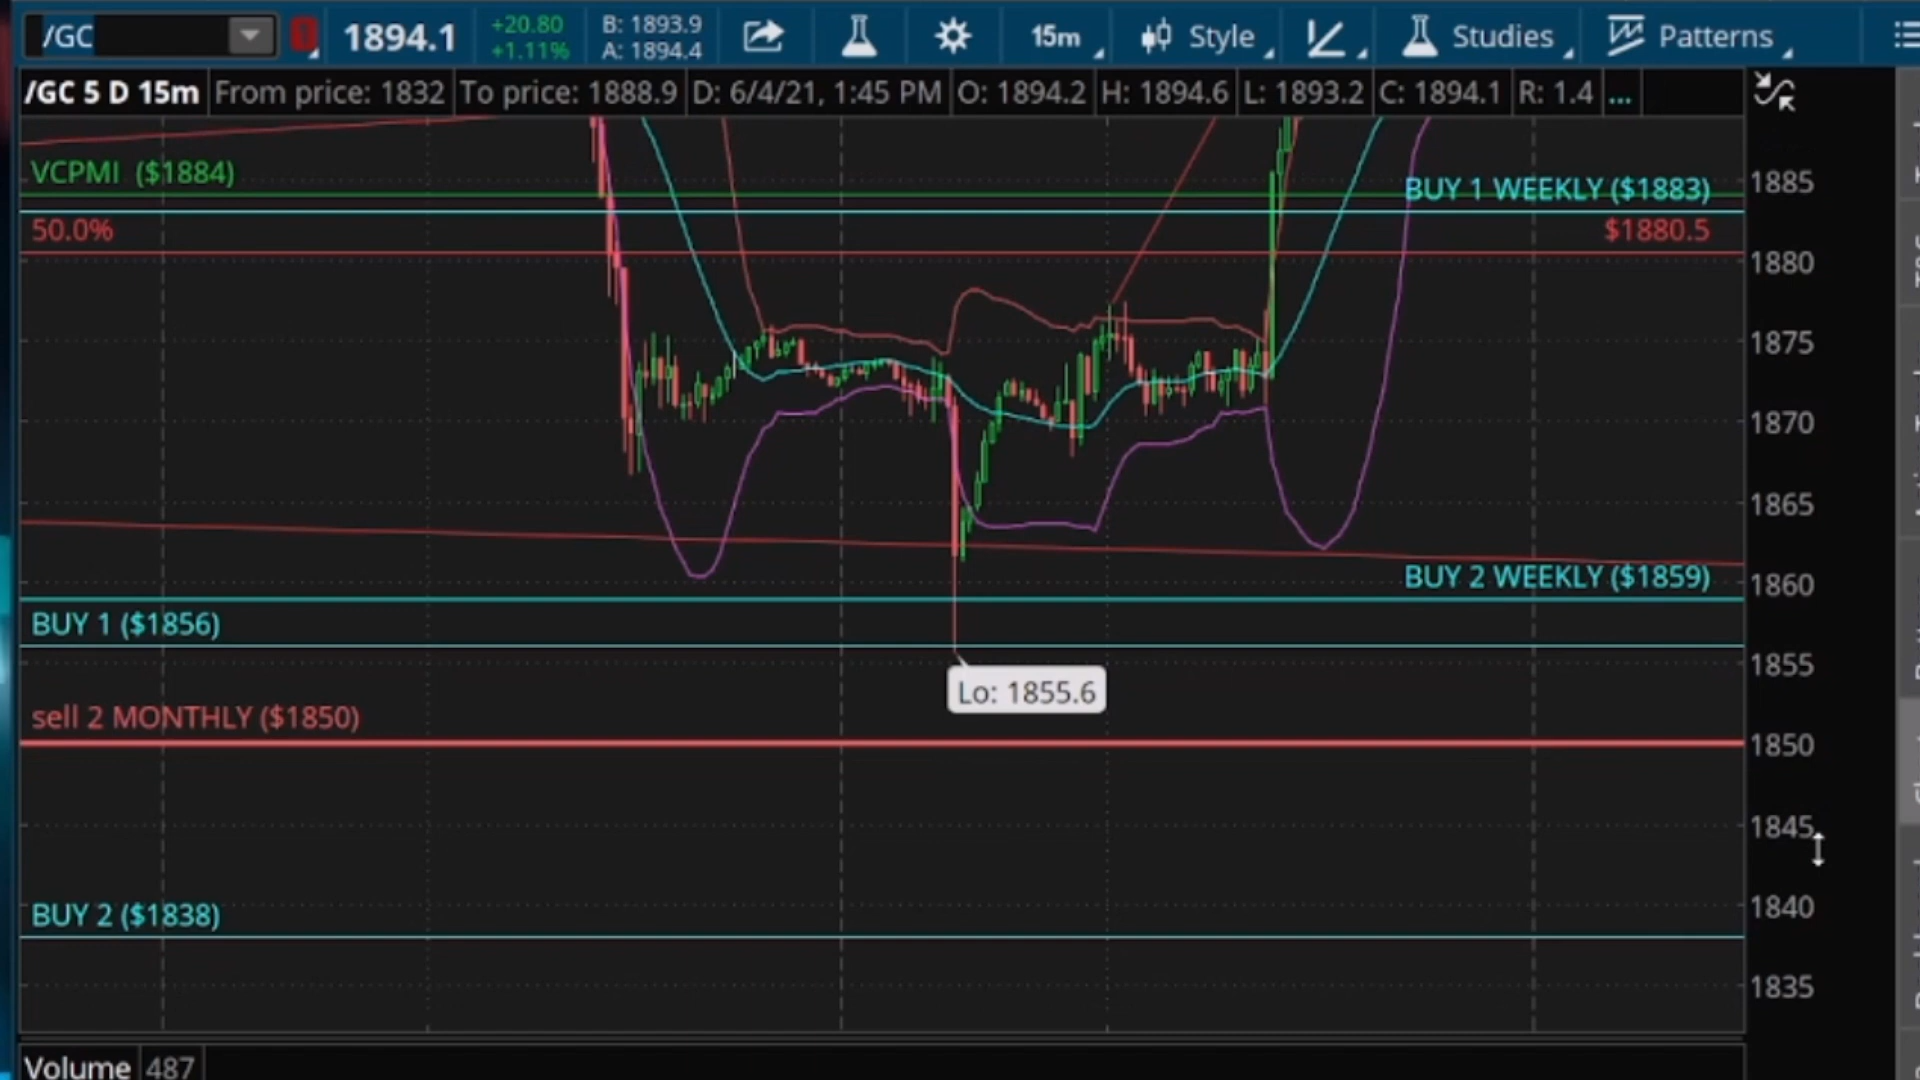 /GC 1894.1 +20.80 B: 1893.9 15m Style Studies Patterns
+1.11% A: 1894.4
/GC 5 D 15m From price: 1832 To price: 1888.9 D: 6/4/21, 1:45 PM O: 1894.2 H: 1894.6 L: 1893.2 C: 1894.1 R: 1.4 ...
VCPMI ($1884)
BUY 1 WEEKLY ($1883)
1885
50.0%
$1880.5
1880
1875
1870
1865
BUY 2 WEEKLY ($1859)
1860
BUY 1 ($1856)
1855
Lo: 1855.6
sell 2 MONTHLY ($1850)
1850
1845
BUY 2 ($1838)
1840
1835
Volume 487